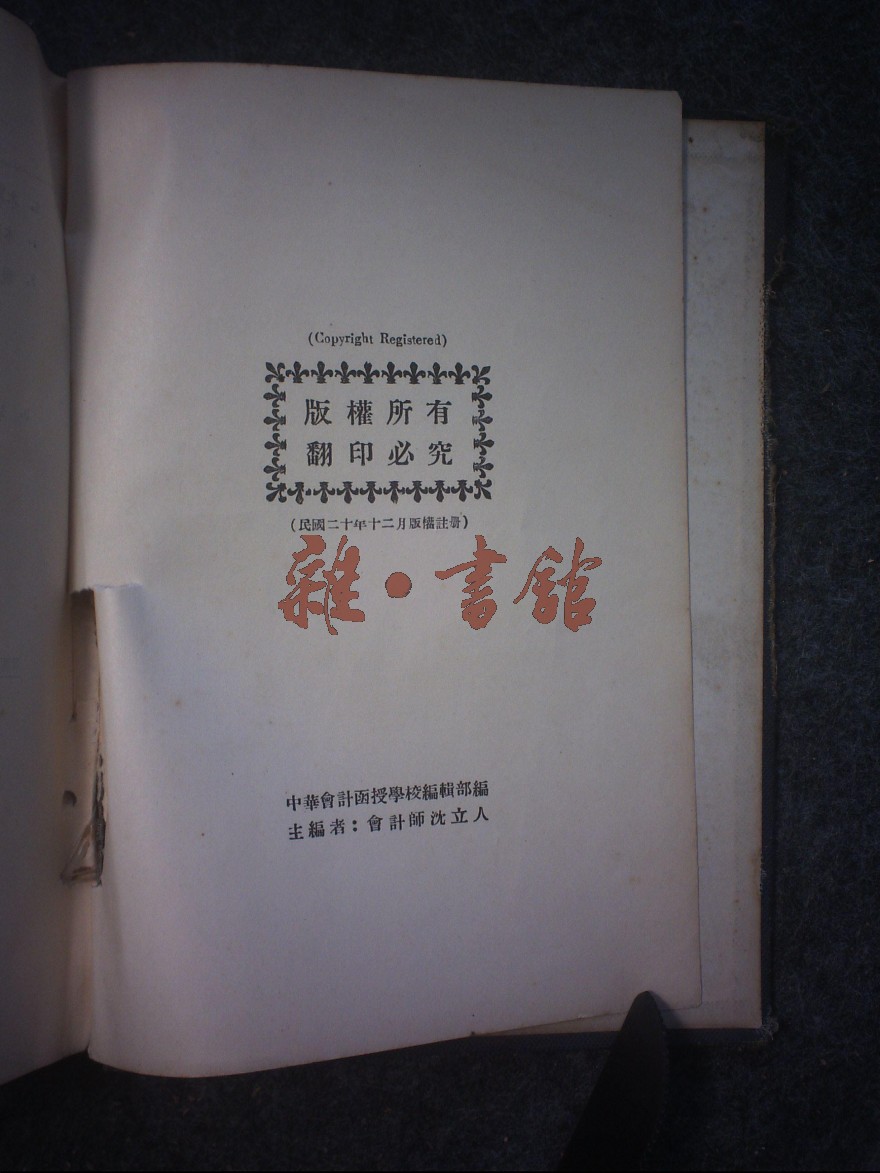 (Copyright Registered)
版權所有
翻印必究
(民國二十年十二月版權註册)
雜·書館
中華會計函授學校編輯部編
主編者：會計師沈立人